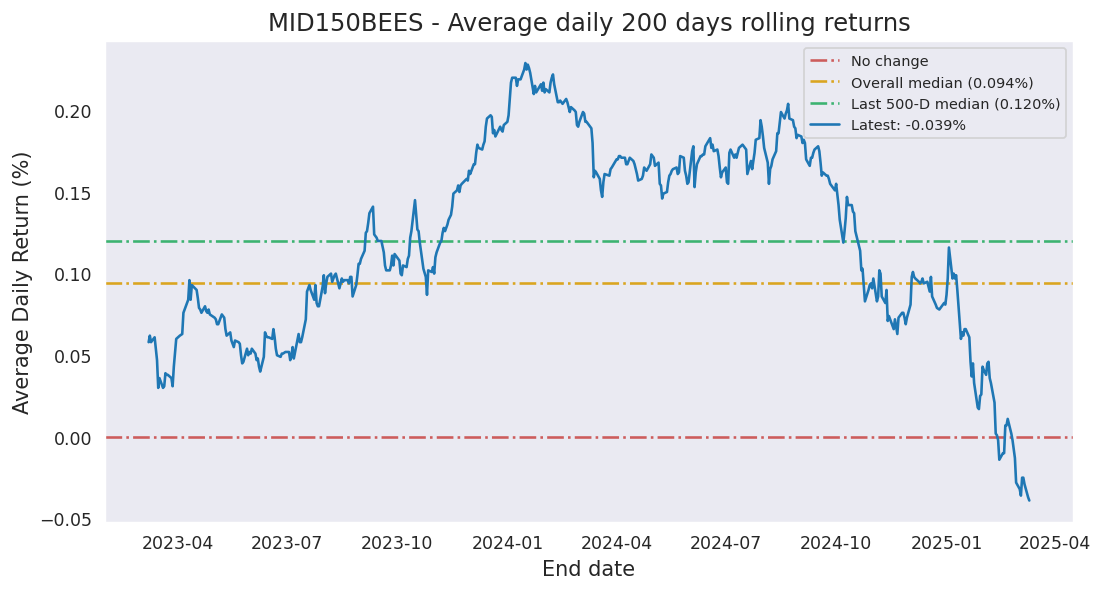 MID150BEES - Average daily 200 days rolling returns
No change
Overall median (0.094%)
Last 500-D median (0.120%)
Latest: -0.039%
Average Daily Return (%)
0.20
0.15
0.10
0.05
0.00
−0.05
2023-04 2023-07 2023-10 2024-01 2024-04 2024-07 2024-10 2025-01 2025-04
End date